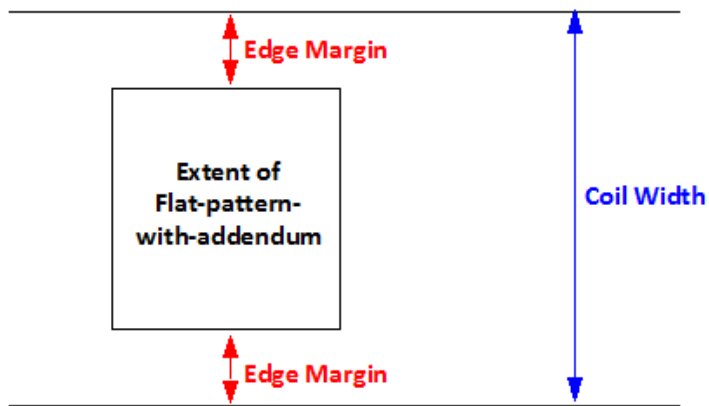 Edge Margin
Extent of
Flat-pattern-
with-addendum
Coil Width
Edge Margin